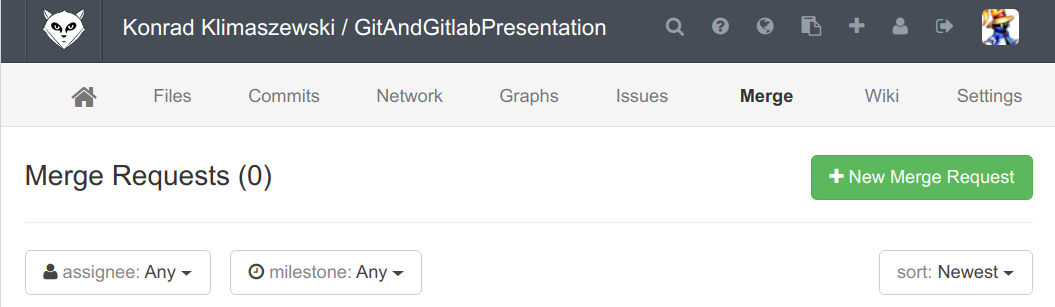 Konrad Klimaszewski / GitAndGitlabPresentation
Files Commits Network Graphs Issues Merge Wiki Settings
Merge Requests (0) New Merge Request
assignee: Any milestone: Any sort: Newest